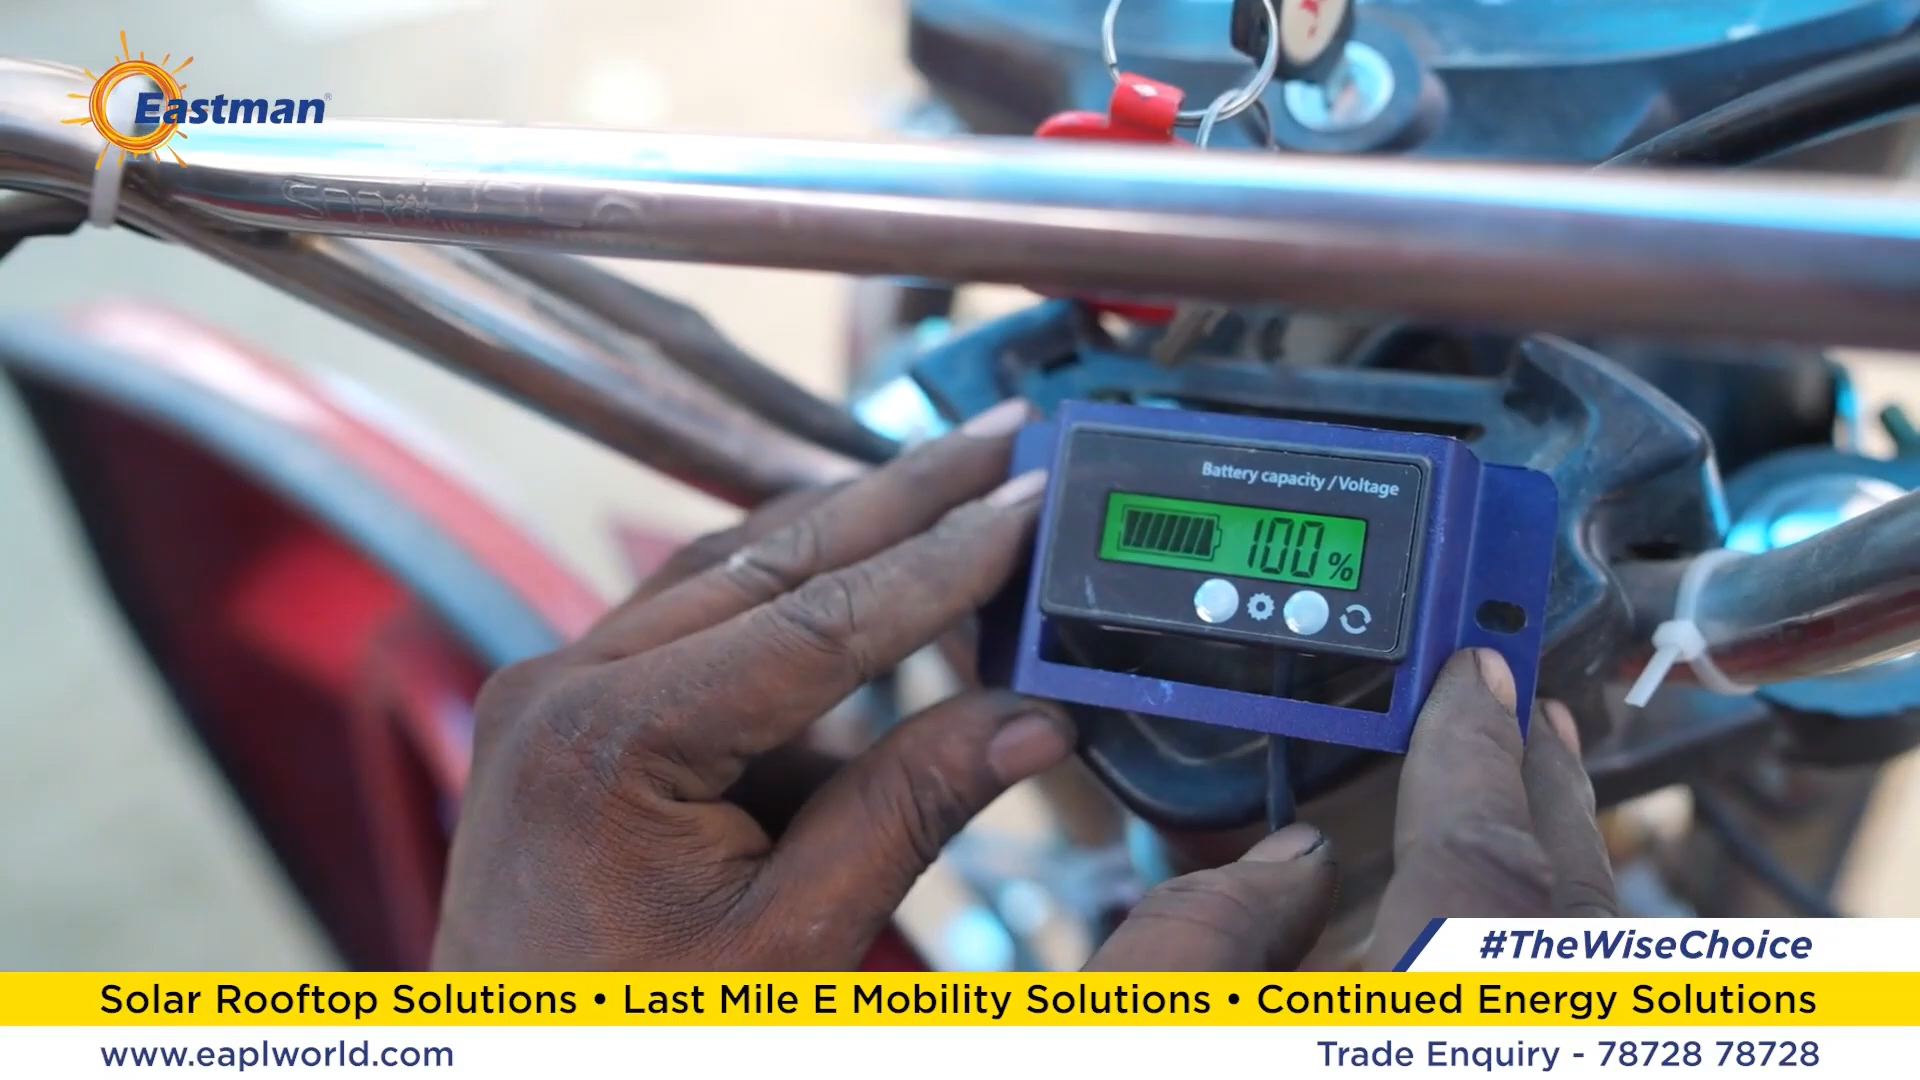 Eastman®
Battery capacity / Voltage
100 %
#TheWiseChoice
Solar Rooftop Solutions • Last Mile E Mobility Solutions • Continued Energy Solutions
www.eaplworld.com
Trade Enquiry - 78728 78728